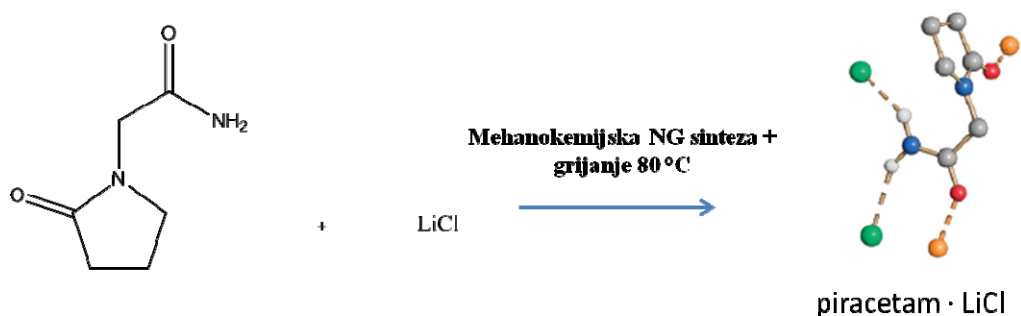 O
NH₂
N
O
+
LiCl
Mehanokemijska NG sinteza +
grijanje 80 °C
piracetam · LiCl